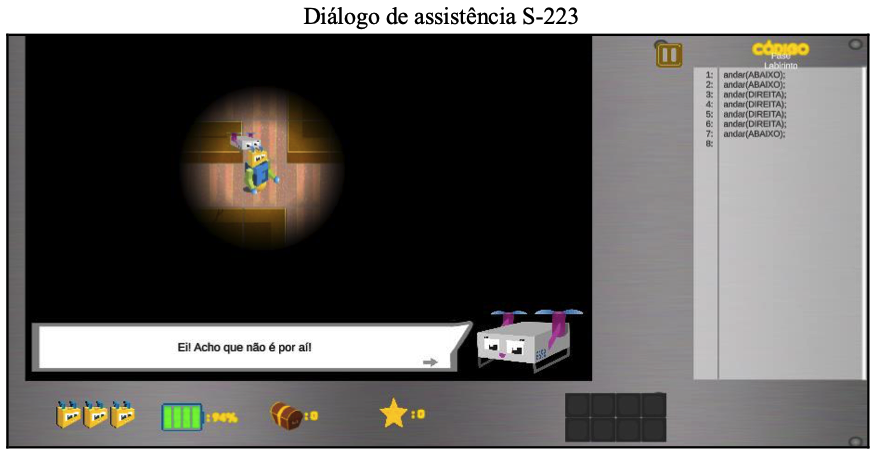 Diálogo de assistência S-223
CÓDIGO
Fase
Labirinto
1: andar(ABAIXO);
2: andar(ABAIXO);
3: andar(DIREITA);
4: andar(DIREITA);
5: andar(DIREITA);
6: andar(DIREITA);
7: andar(ABAIXO);
8:
Ei! Acho que não é por aí!
:94%
:0
:0